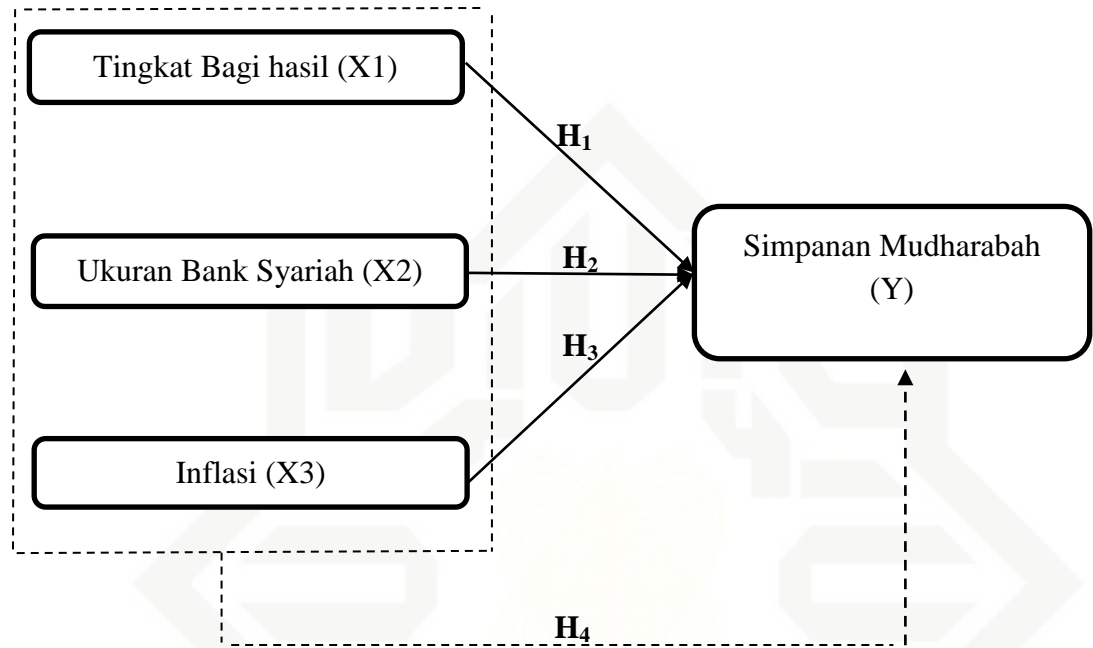 Tingkat Bagi hasil (X1)
H₁
Simpanan Mudharabah
(Y)
Ukuran Bank Syariah (X2)
H₂
H₃
Inflasi (X3)
H₄